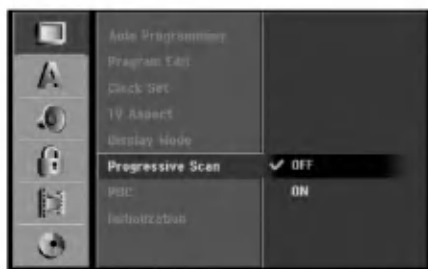 Auto Programming
Program Edit
Clock Set
TV Aspect
Display Mode
Progressive Scan
✓ OFF
ON
PBC
Initialization